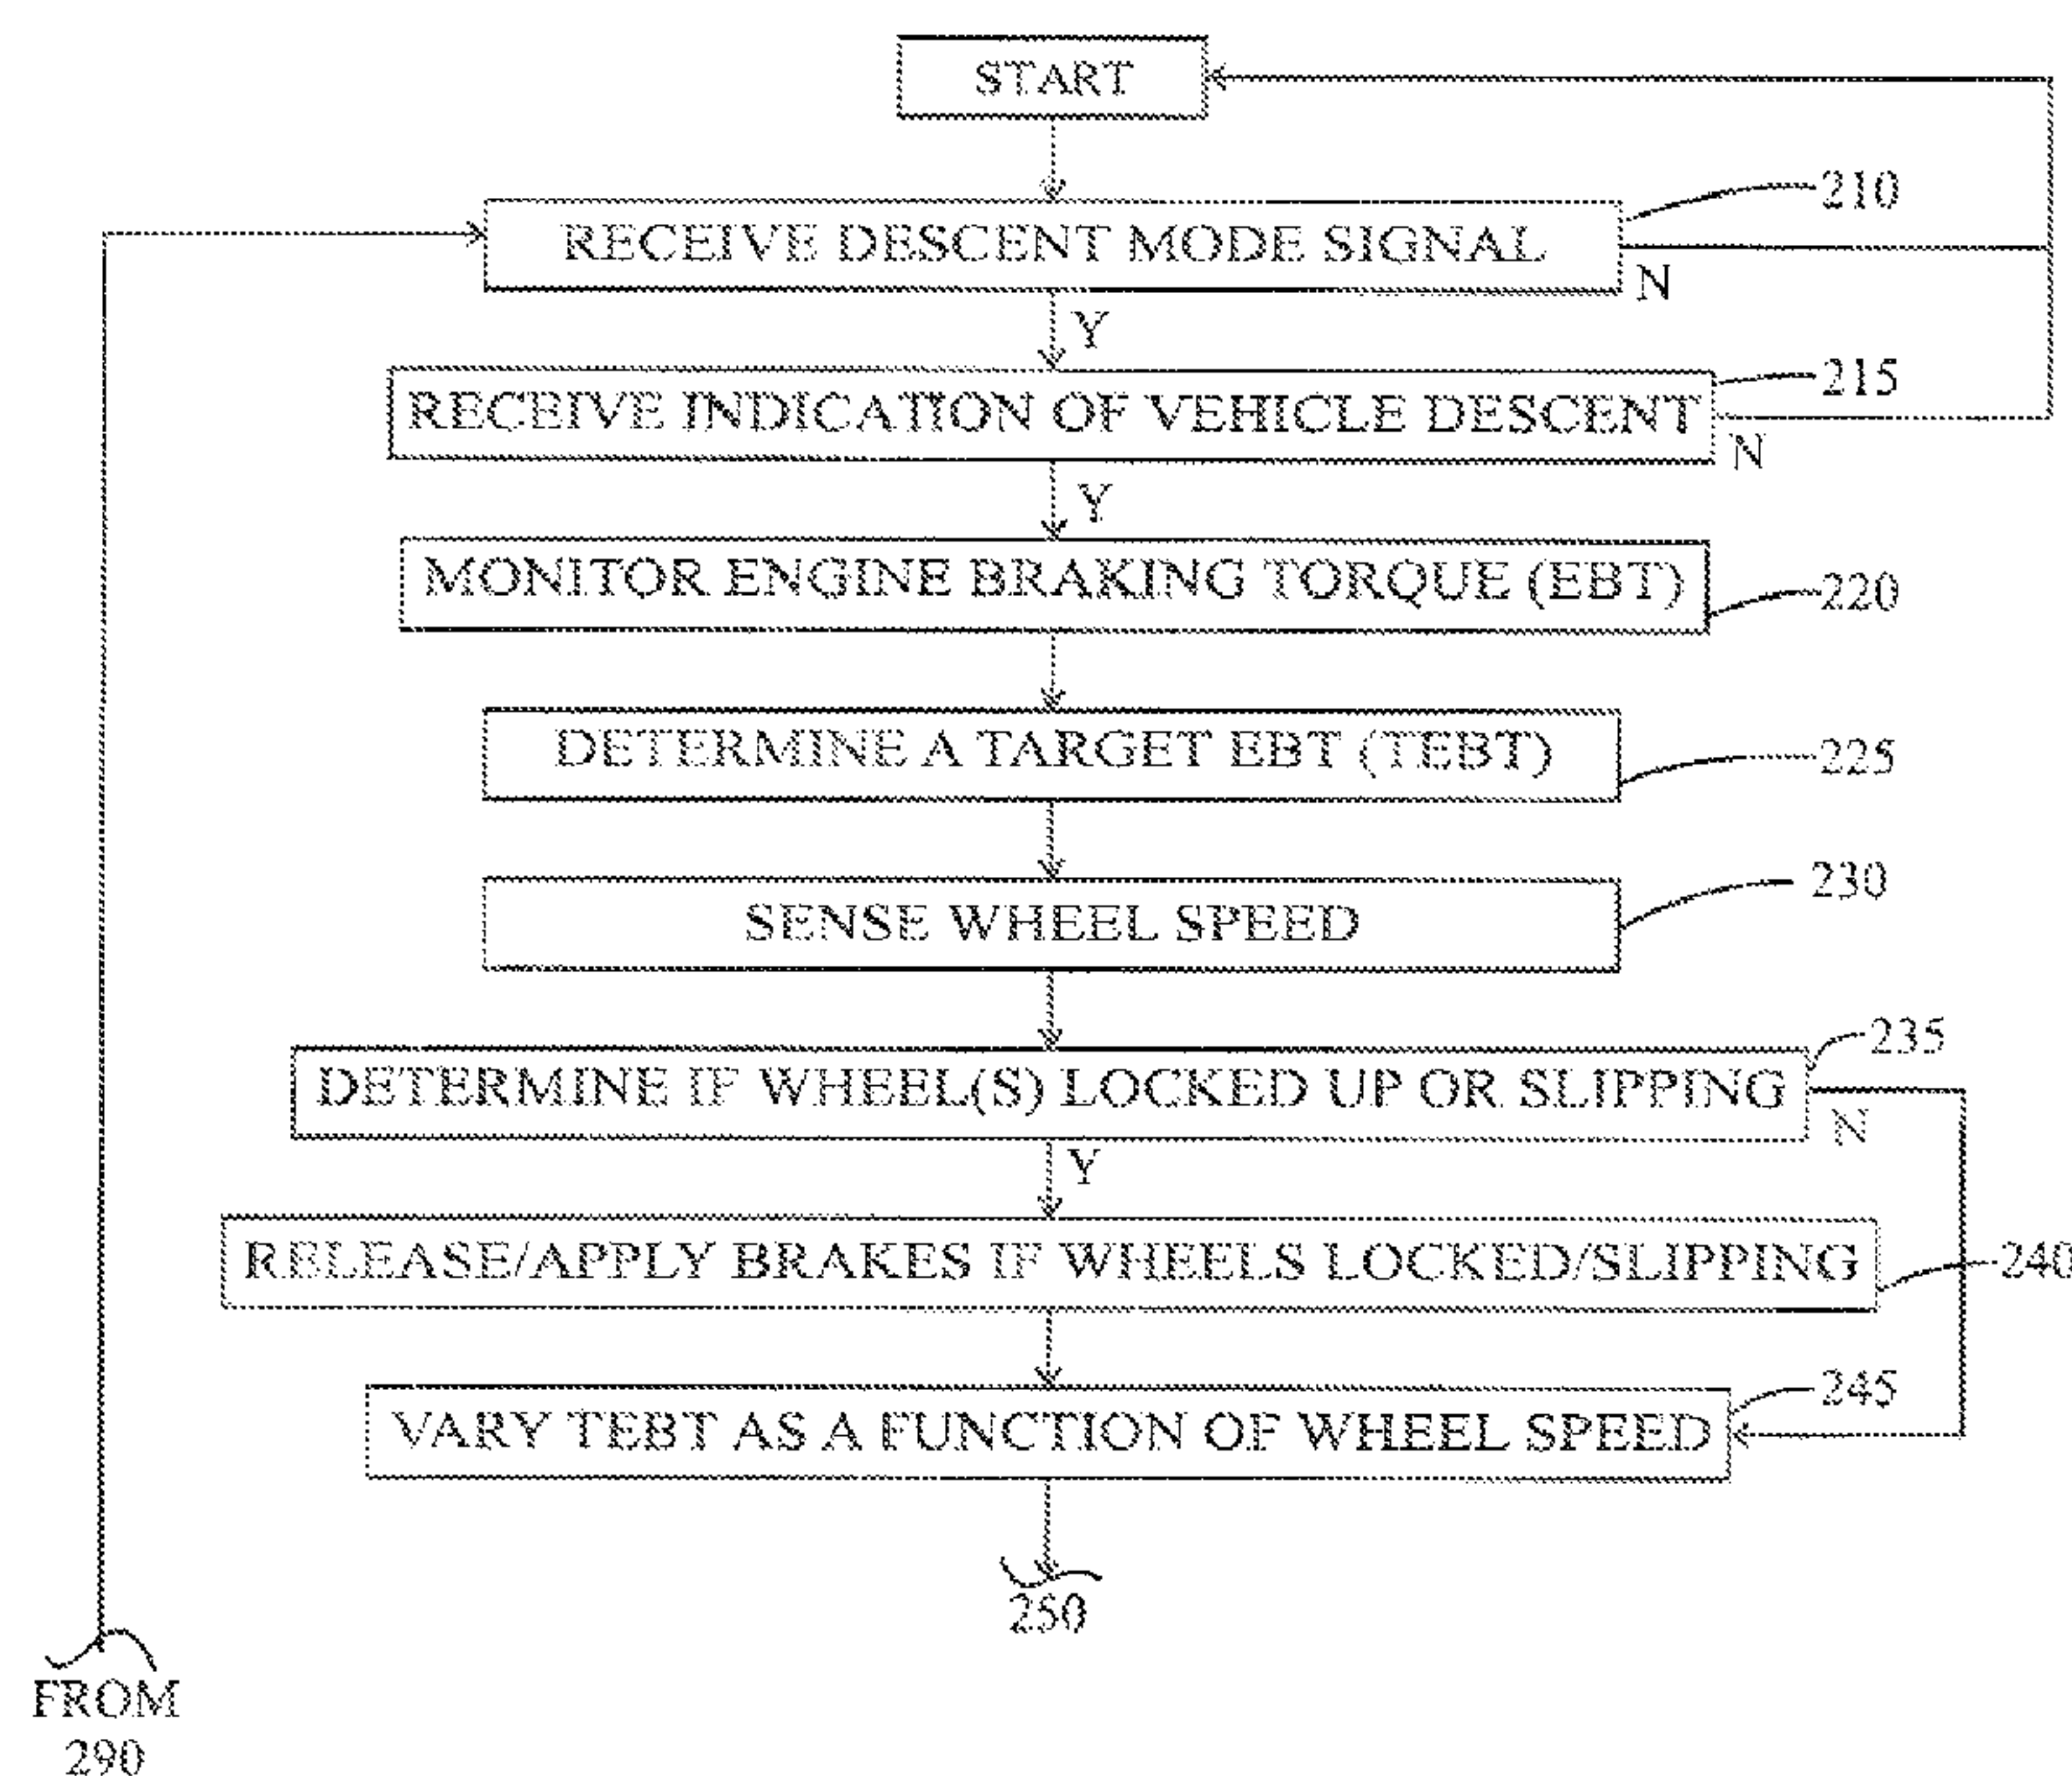 START
210
RECEIVE DESCENT MODE SIGNAL
N
Y
215
RECEIVE INDICATION OF VEHICLE DESCENT
N
Y
MONITOR ENGINE BRAKING TORQUE (EBT)
220
DETERMINE A TARGET EBT (TEBT)
225
SENSE WHEEL SPEED
230
235
DETERMINE IF WHEEL(S) LOCKED UP OR SLIPPING
N
Y
RELEASE/APPLY BRAKES IF WHEELS LOCKED/SLIPPING
240
245
VARY TEBT AS A FUNCTION OF WHEEL SPEED
250
FROM
290